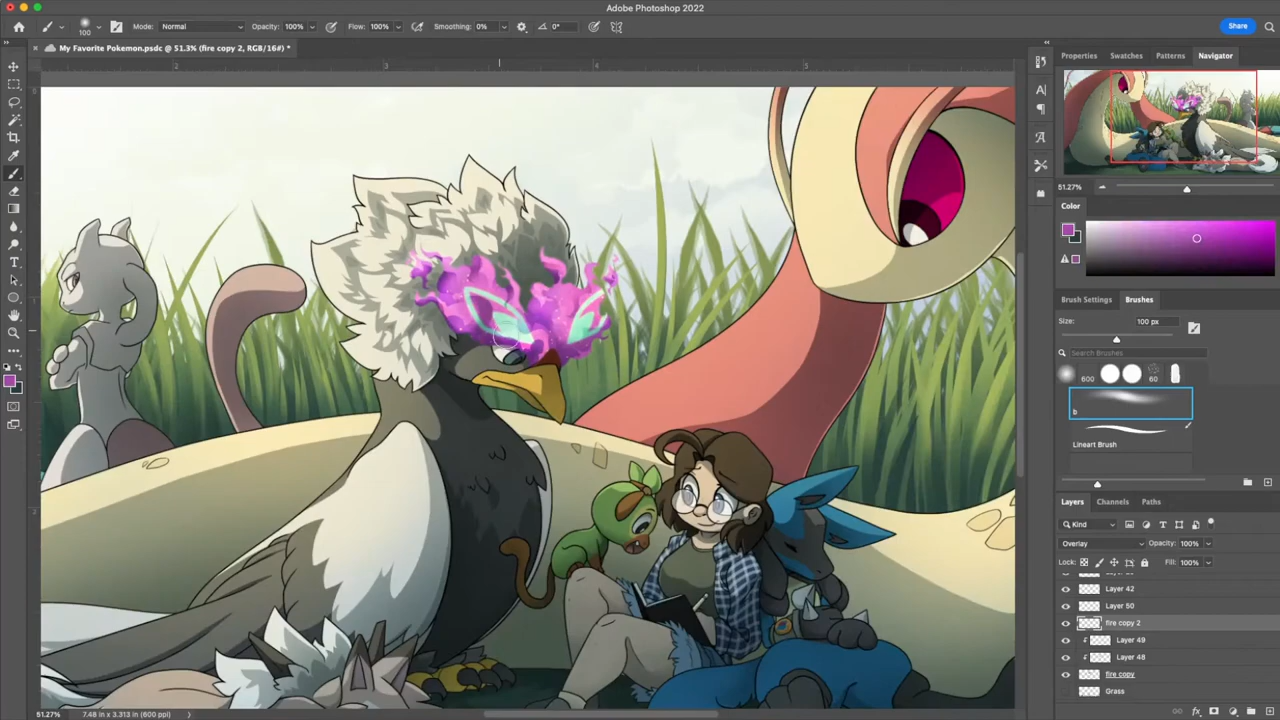 Adobe Photoshop 2022
100 Mode: Normal Opacity: 100% Flow: 100% Smoothing: 0% 0° Share
My Favorite Pokemon.psdc @ 51.3% (fire copy 2, RGB/16#) *
Properties Swatches Patterns Navigator
2 3 4 5
51.27%
Color
Brush Settings Brushes
Size: 100 px
Search Brushes
600 60
b
Lineart Brush
Layers Channels Paths
Kind
Overlay Opacity: 100%
Lock: Fill: 100%
Layer 42
Layer 50
fire copy 2
Layer 49
Layer 48
fire copy
Grass
51.27% 7.48 in x 3.313 in (600 ppi)